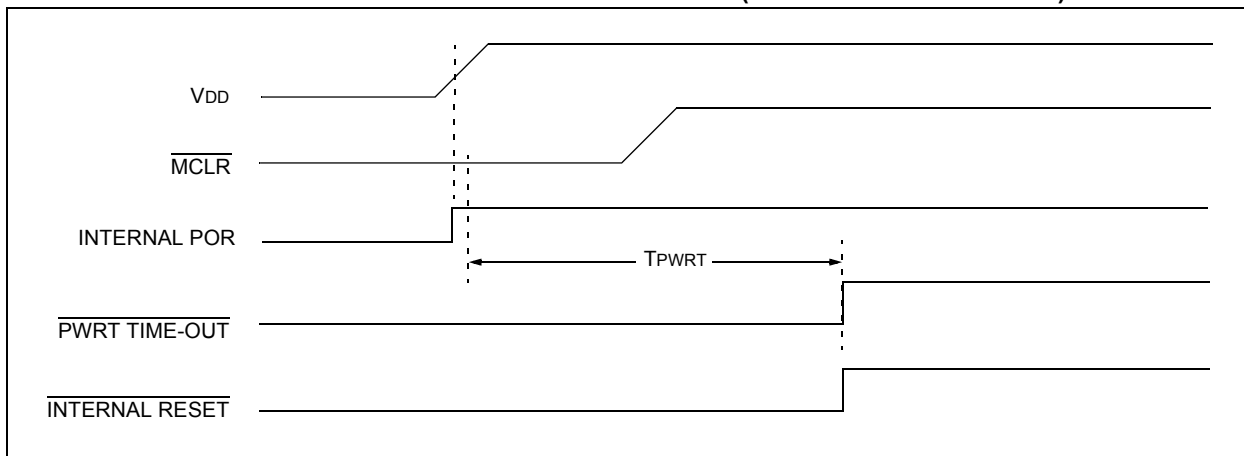 VDD
MCLR
INTERNAL POR
TPWRT
PWRT TIME-OUT
INTERNAL RESET